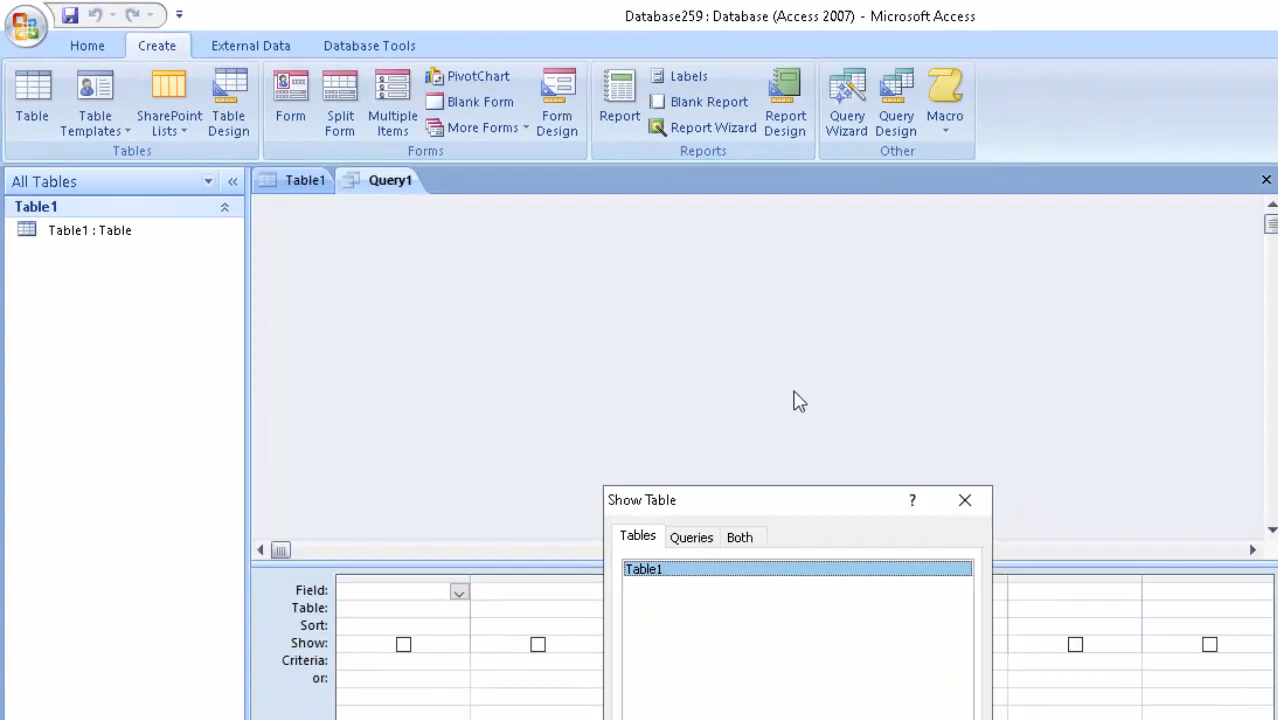 Database259 : Database (Access 2007) - Microsoft Access
Home Create External Data Database Tools
Table
Table Templates
SharePoint Lists
Table Design
Tables
Form
Split Form
Multiple Items
PivotChart
Blank Form
More Forms
Form Design
Forms
Report
Labels
Blank Report
Report Wizard
Report Design
Reports
Query Wizard
Query Design
Macro
Other
All Tables
Table1
Table1 : Table
Table1 Query1
Show Table
Tables Queries Both
Table1
Field:
Table:
Sort:
Show:
Criteria:
or: